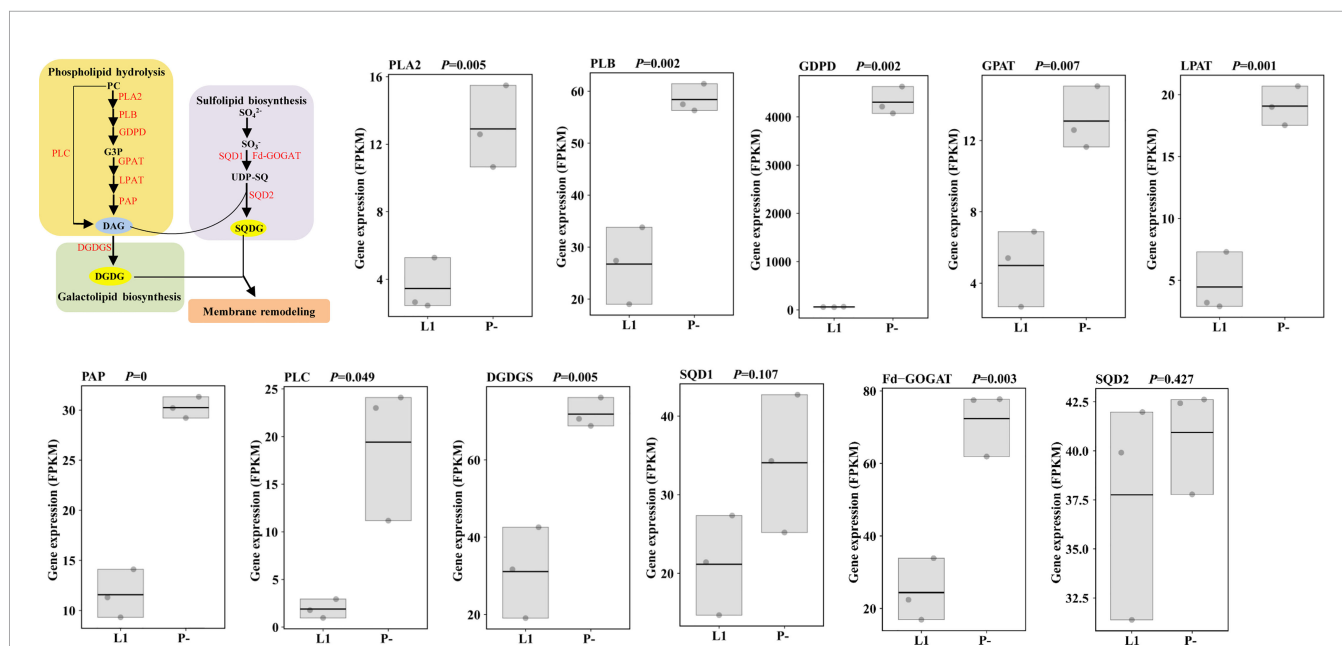 Phospholipid hydrolysis
PC
PLA2
PLB
GDPD
PLC
G3P
GPAT
LPAT
PAP
DAG
Sulfolipid biosynthesis
SO₄²⁻
SO₃⁻
SQD1 Fd-GOGAT
UDP-SQ
SQD2
SQDG
DGDGS
DGDG
Galactolipid biosynthesis
Membrane remodeling
PLA2 P=0.005
Gene expression (FPKM)
16
12
8
4
L1 P-
PLB P=0.002
Gene expression (FPKM)
60
50
40
30
20
L1 P-
GDPD P=0.002
Gene expression (FPKM)
4000
3000
2000
1000
0
L1 P-
GPAT P=0.007
Gene expression (FPKM)
12
8
4
L1 P-
LPAT P=0.001
Gene expression (FPKM)
20
15
10
5
L1 P-
PAP P=0
Gene expression (FPKM)
30
25
20
15
10
L1 P-
PLC P=0.049
Gene expression (FPKM)
25
20
15
10
5
0
L1 P-
DGDGS P=0.005
Gene expression (FPKM)
60
40
20
L1 P-
SQD1 P=0.107
Gene expression (FPKM)
40
30
20
L1 P-
Fd−GOGAT P=0.003
Gene expression (FPKM)
80
60
40
20
L1 P-
SQD2 P=0.427
Gene expression (FPKM)
42.5
40.0
37.5
35.0
32.5
L1 P-